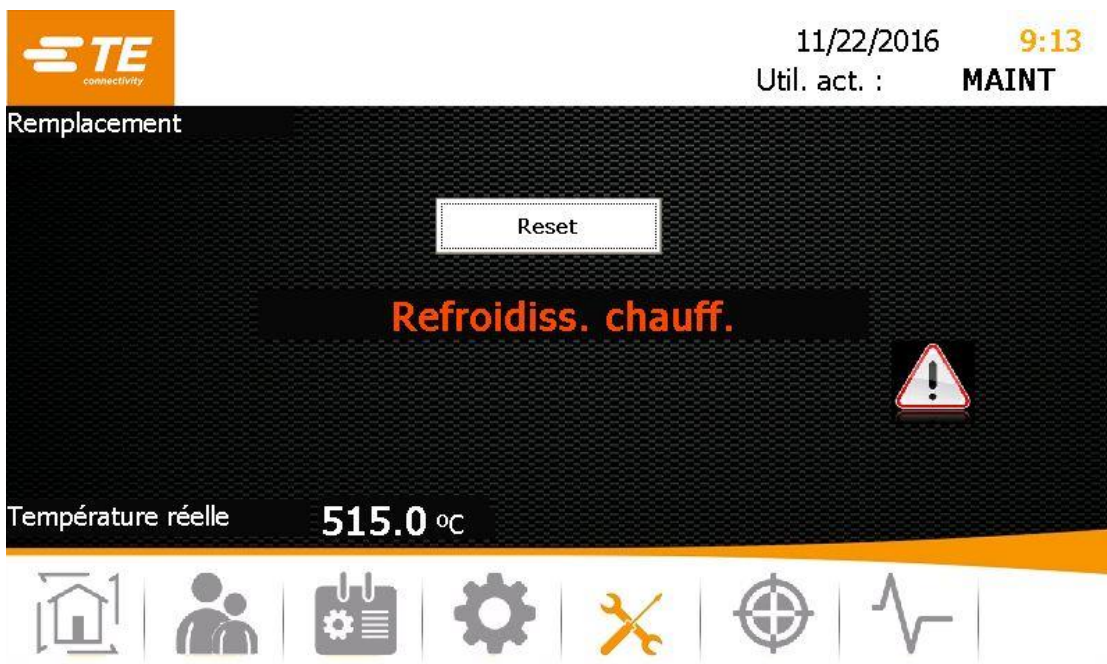 TE
connectivity
11/22/2016 9:13
Util. act. : MAINT
Remplacement
Reset
Refroidiss. chauff.
Température réelle 515.0 ºC